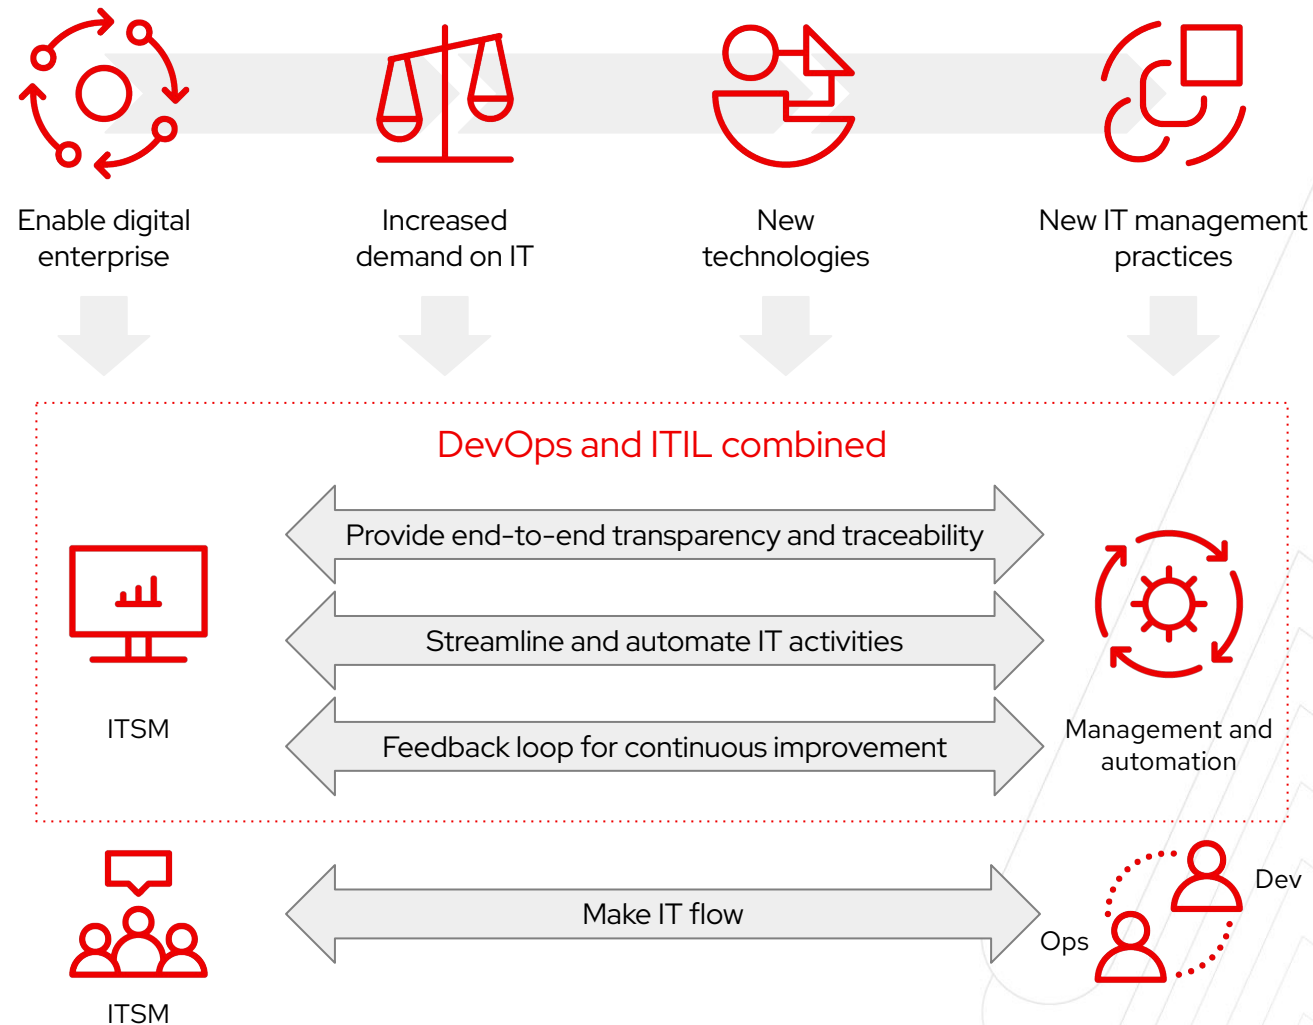 Enable digital
enterprise
Increased
demand on IT
New
technologies
New IT management
practices
DevOps and ITIL combined
Provide end-to-end transparency and traceability
Streamline and automate IT activities
Feedback loop for continuous improvement
ITSM
Management and
automation
Make IT flow
Dev
Ops
ITSM